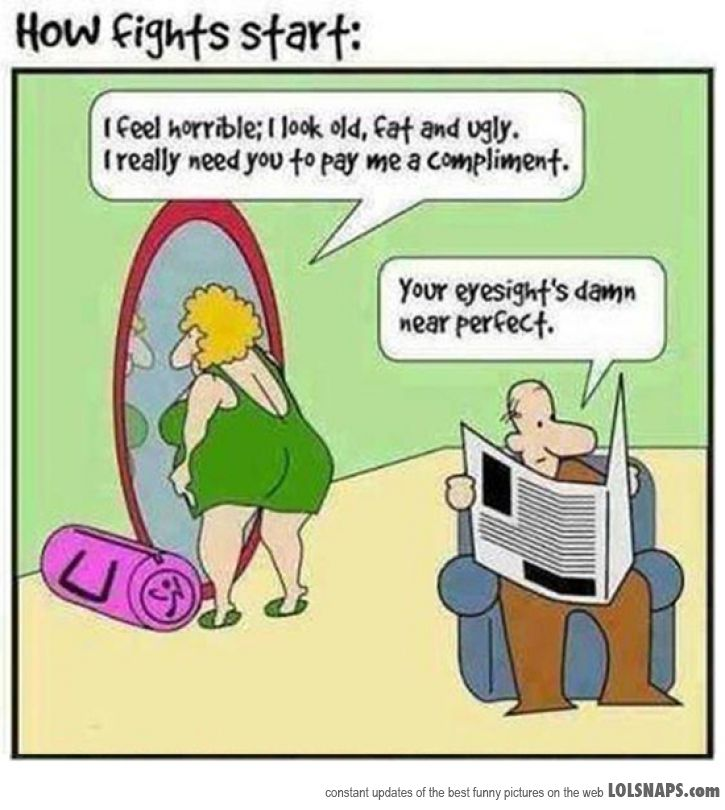 How fights start:
I feel horrible; I look old, fat and ugly.
I really need you to pay me a compliment.
Your eyesight's damn
near perfect.
constant updates of the best funny pictures on the web LOLSNAPS.com